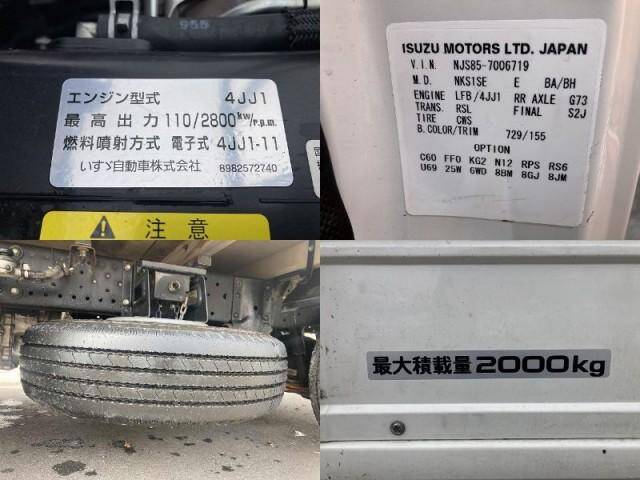 955
エンジン型式 4JJ1
最高出力 110/2800kw/r.p.m.
燃料噴射方式 電子式 4JJ1-11
いすゞ自動車株式会社 8982572740
注意
ISUZU MOTORS LTD. JAPAN
V.I.N. NJS85-7006719
M.D. NKS1SE E BA/BH
ENGINE LFB/4JJ1 RR AXLE G73
TRANS. RSL FINAL S2J
TIRE CWS
B.COLOR/TRIM 729/155
OPTION
C60 FF0 KG2 N12 RPS RS6
U69 25W 6WD 8BM 8GJ 8JM
最大積載量 2000kg